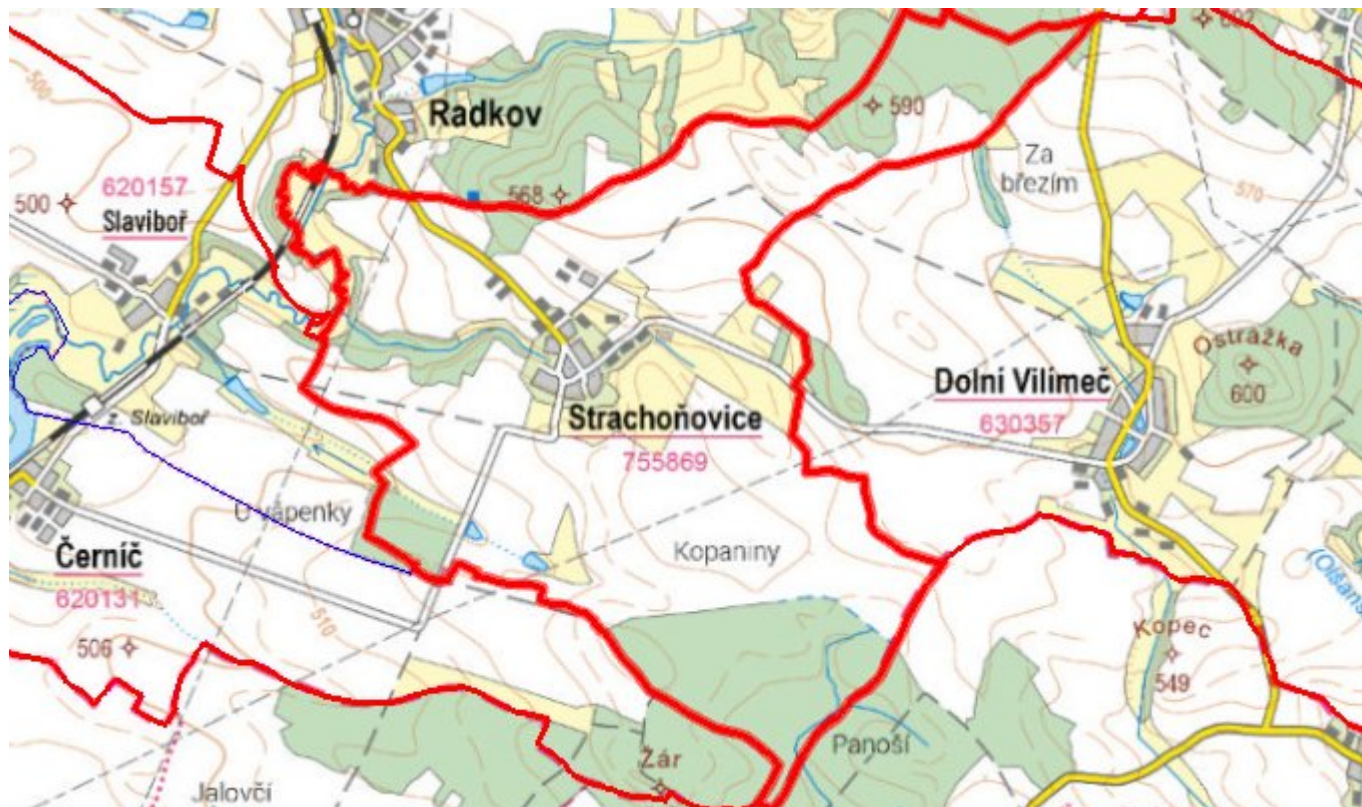 500
590
Radkov
Za
březím
570
620157
568
500
Slaviboř
Ostrážka
600
Dolní Vilímeč
630357
Strachoňovice
755869
z. Slaviboř
U vápenky
Kopaniny
Černíč
620131
510
Kopec
549
506
Panoší
Žár
Jalovčí